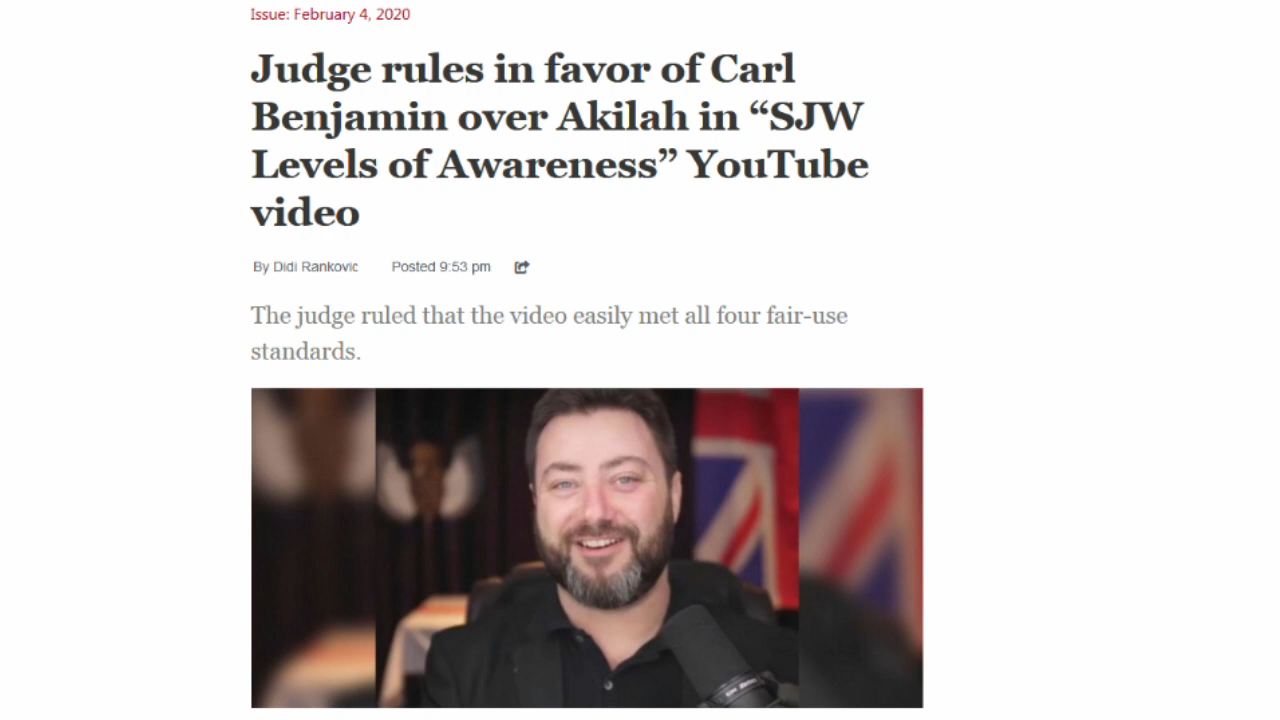 Issue: February 4, 2020
Judge rules in favor of Carl
Benjamin over Akilah in “SJW
Levels of Awareness” YouTube
video
By Didi Rankovic Posted 9:53 pm
The judge ruled that the video easily met all four fair-use
standards.